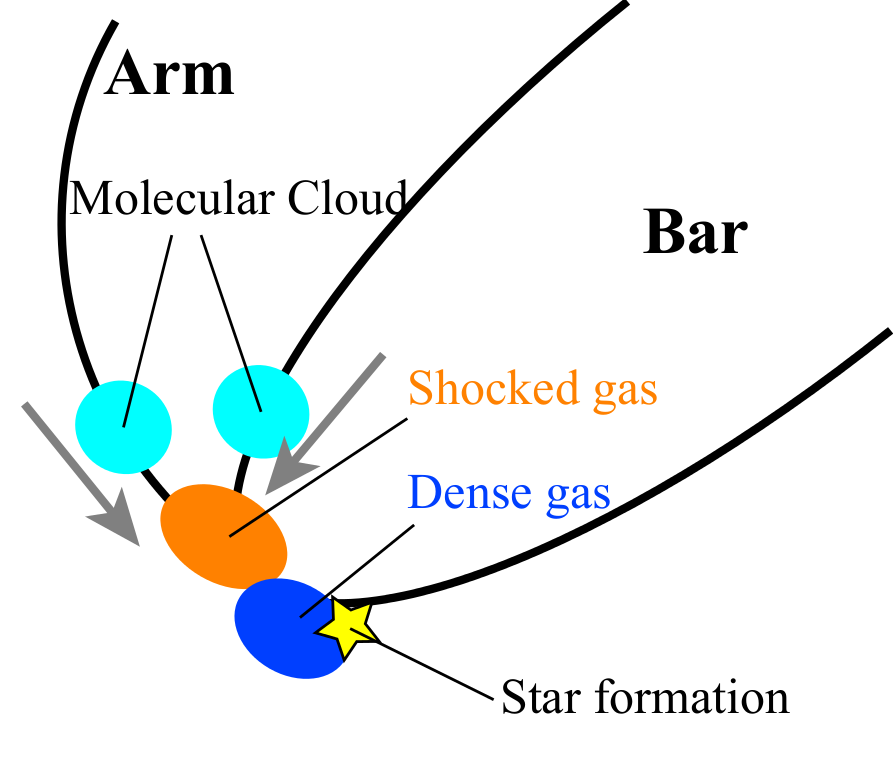 Arm
Molecular Cloud
Bar
Shocked gas
Dense gas
Star formation